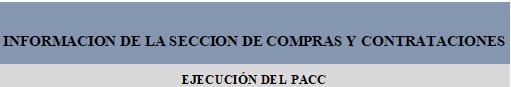 INFORMACION DE LA SECCION DE COMPRAS Y CONTRATACIONES
EJECUCIÓN DEL PACC